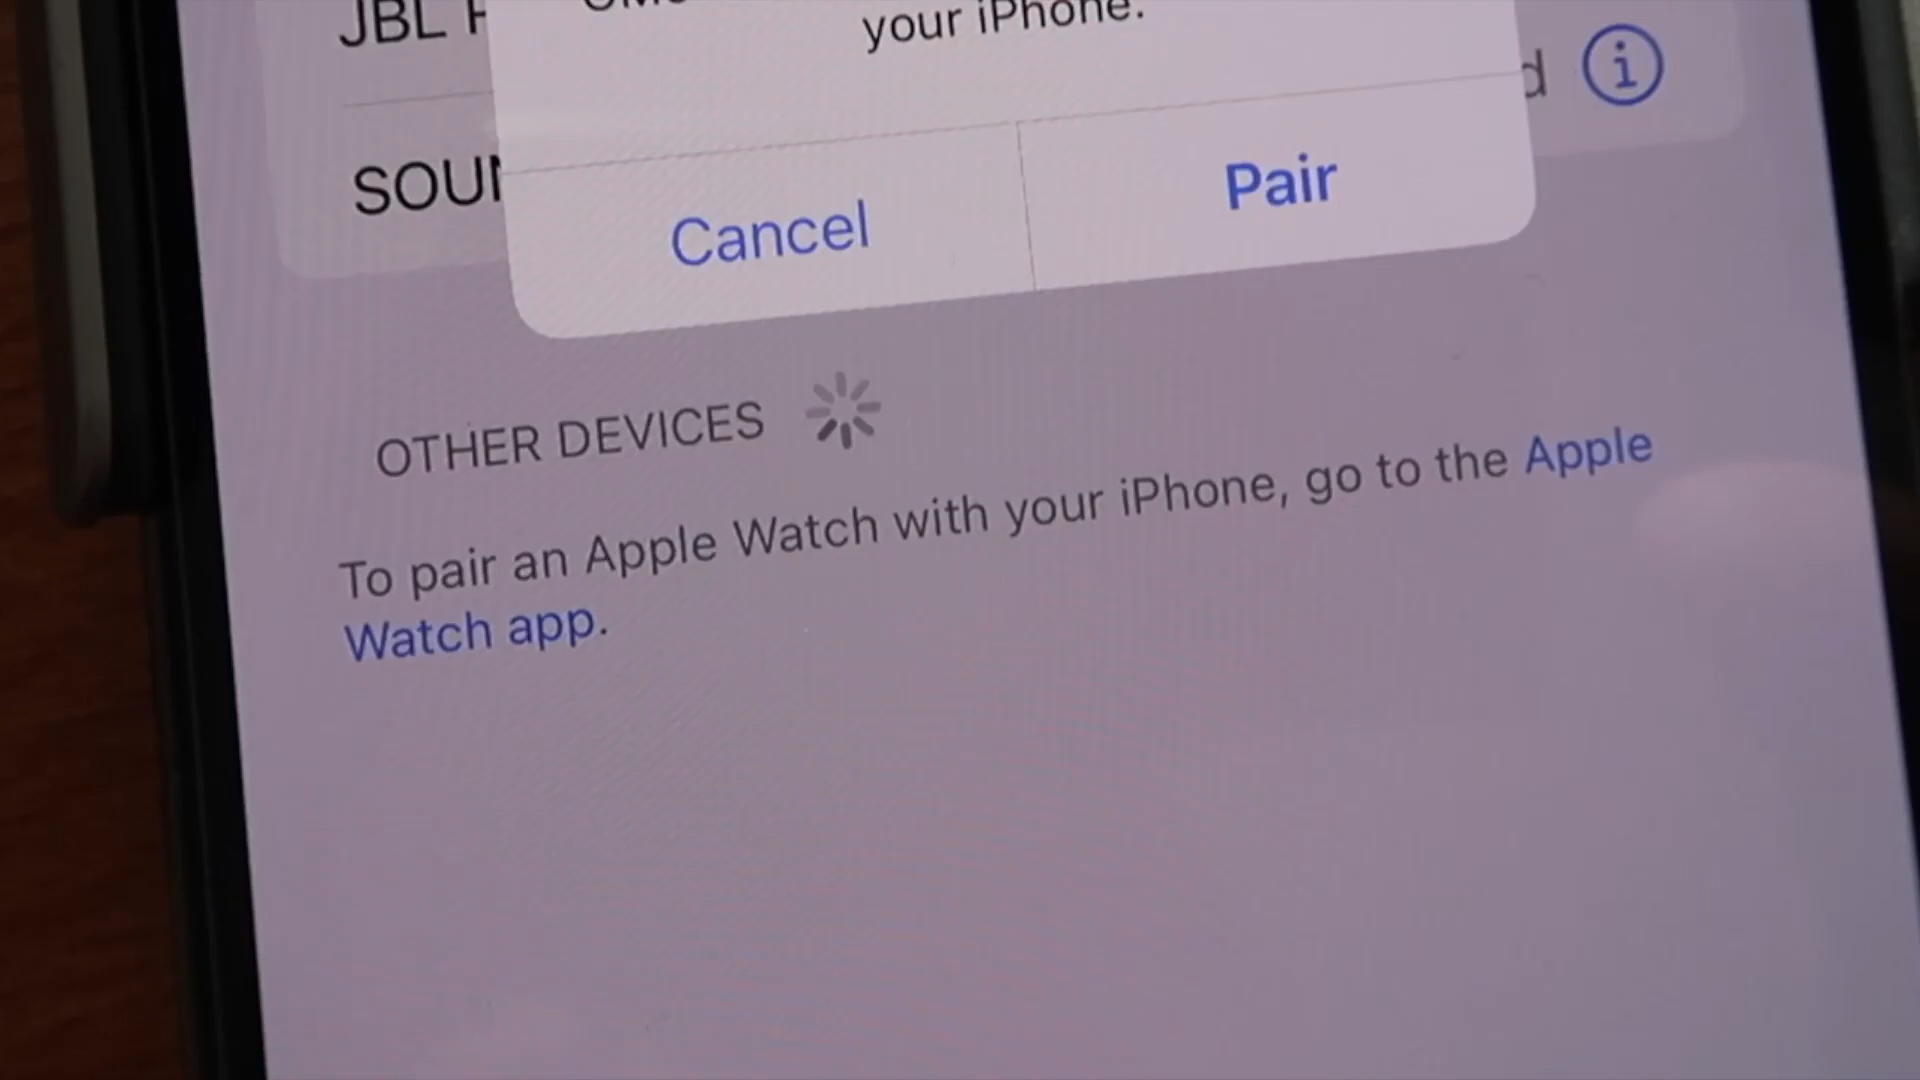 JBL
your iPhone.
Cancel
Pair
OTHER DEVICES
To pair an Apple Watch with your iPhone, go to the Apple
Watch app.